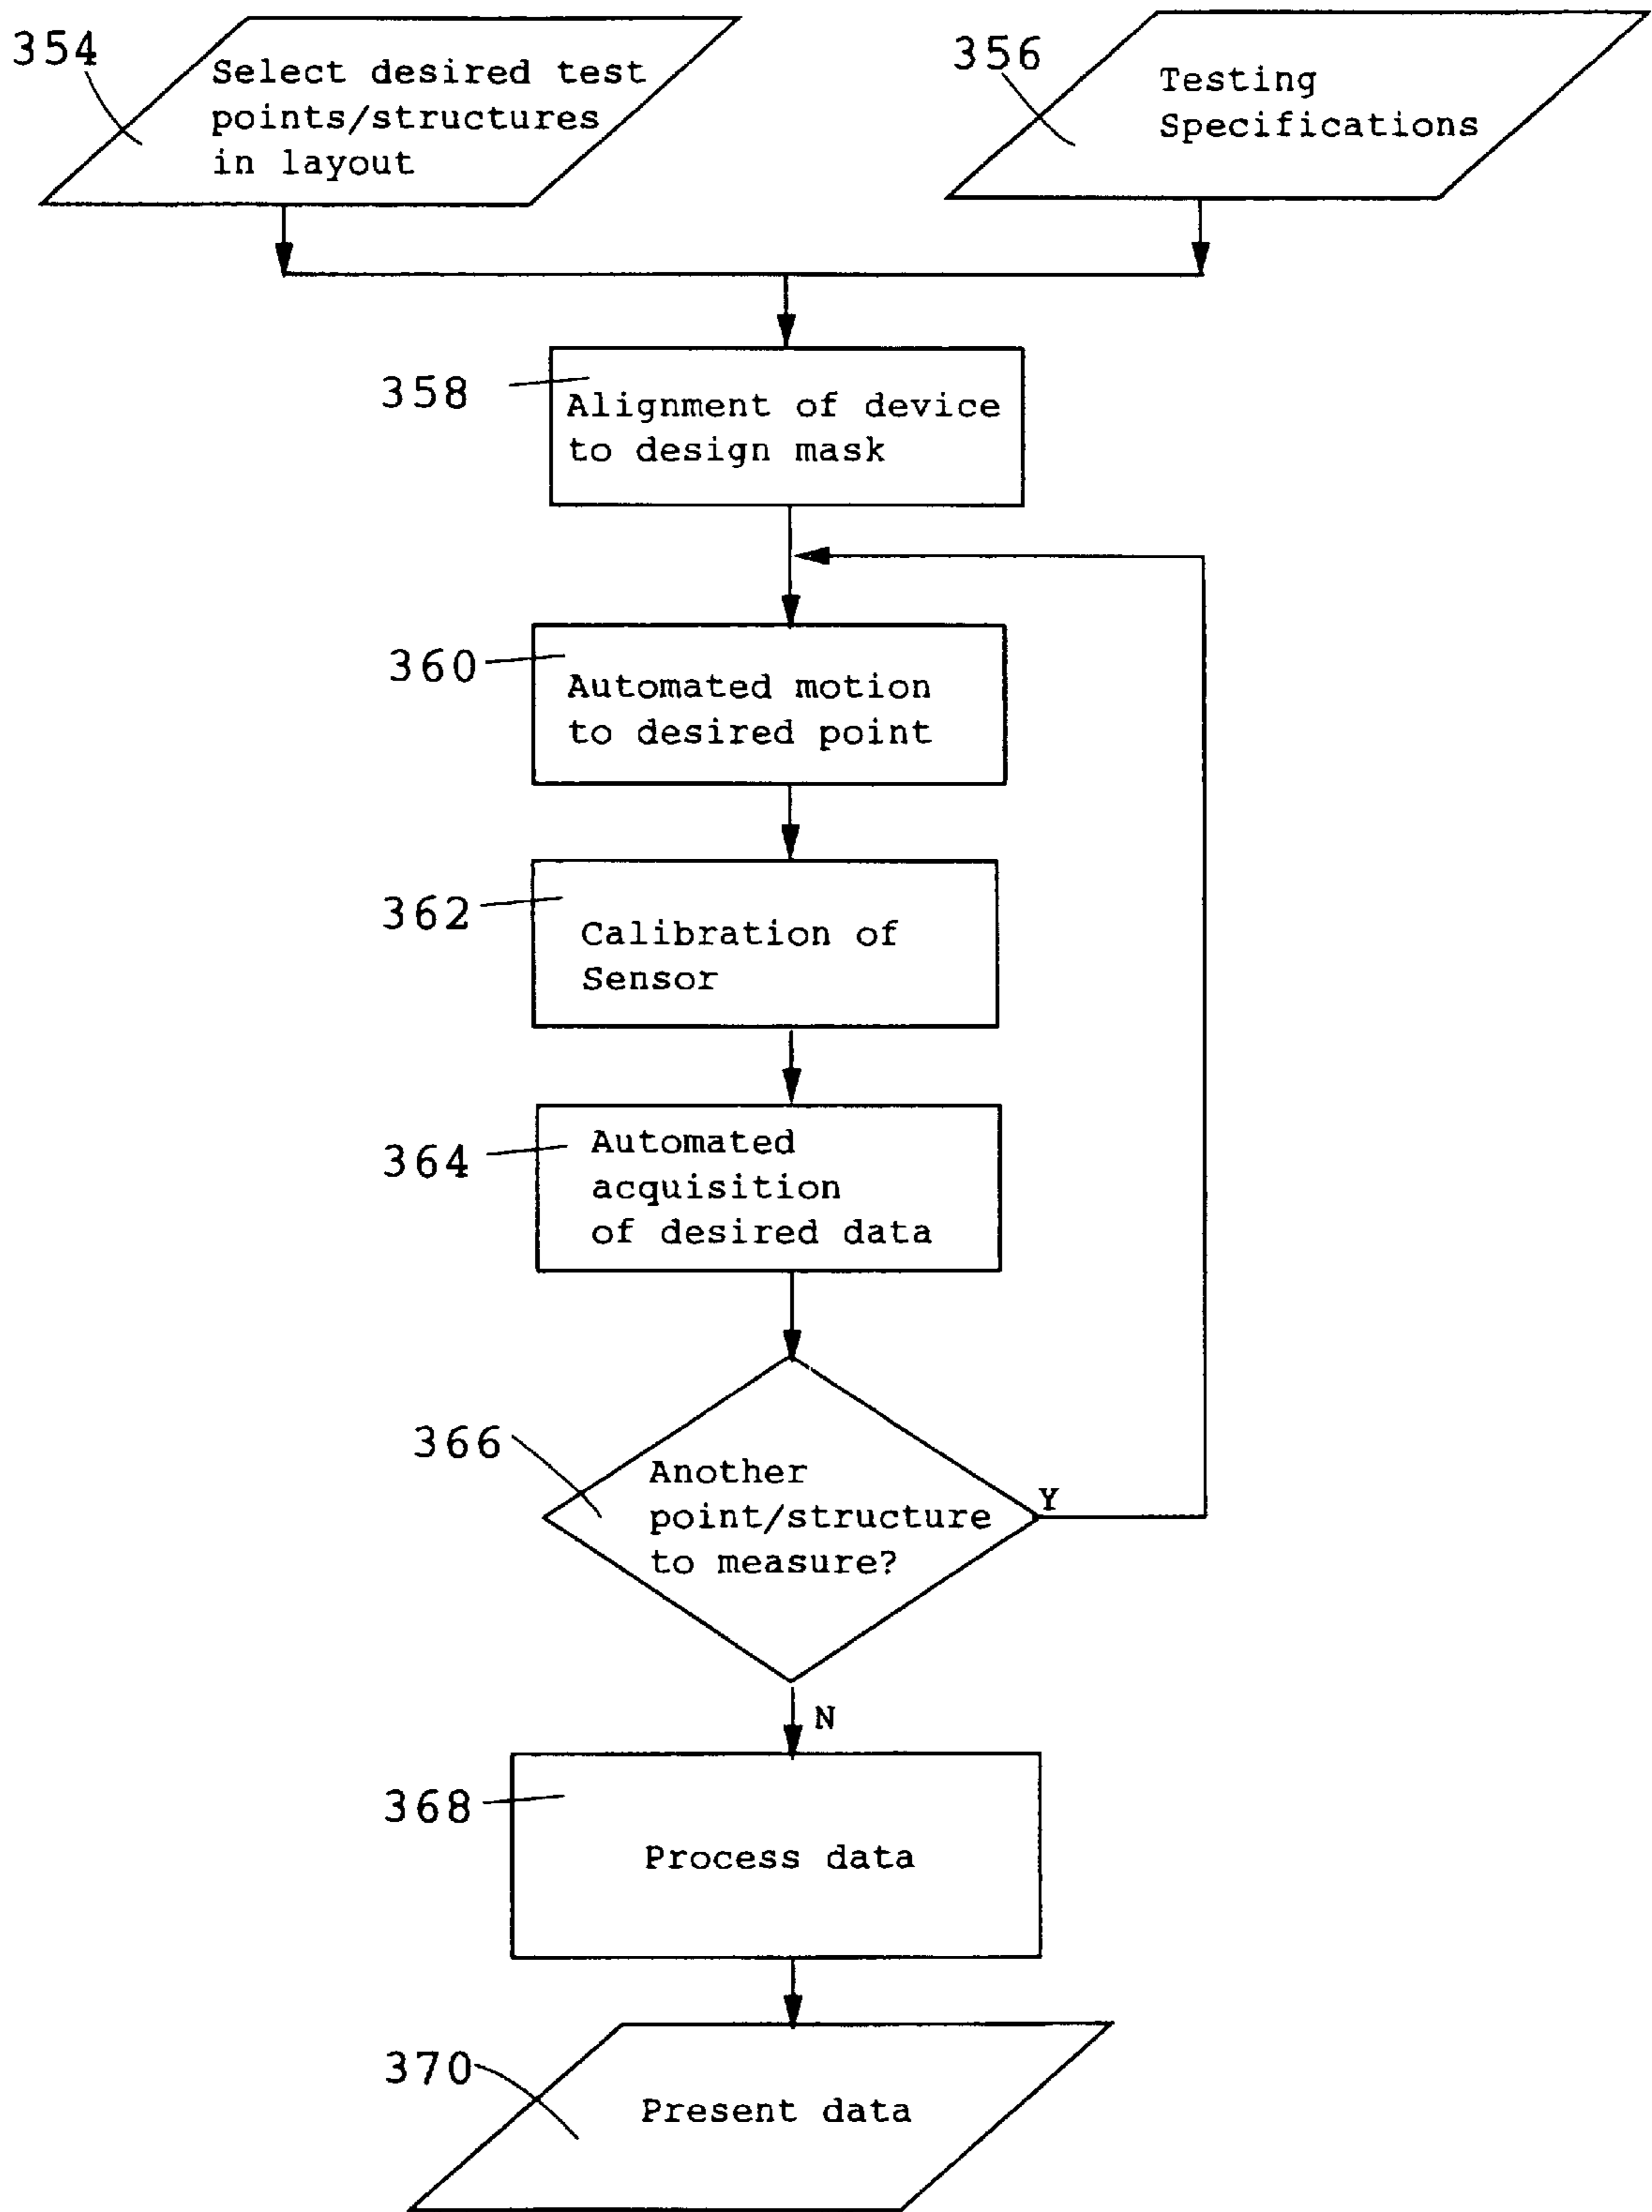 354
Select desired test
points/structures
in layout
356
Testing
Specifications
358
Alignment of device
to design mask
360
Automated motion
to desired point
362
Calibration of
Sensor
364
Automated
acquisition
of desired data
366
Another
point/structure
to measure?
Y
N
368
Process data
370
Present data